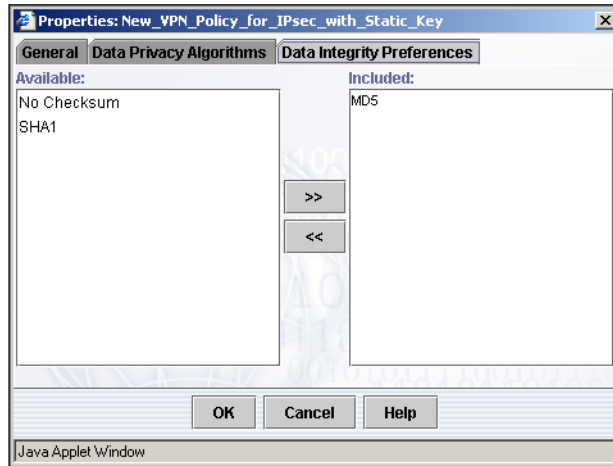 Properties: New_VPN_Policy_for_IPsec_with_Static_Key
General Data Privacy Algorithms Data Integrity Preferences
Available: Included:
No Checksum MD5
SHA1
>>
<<
OK Cancel Help
Java Applet Window